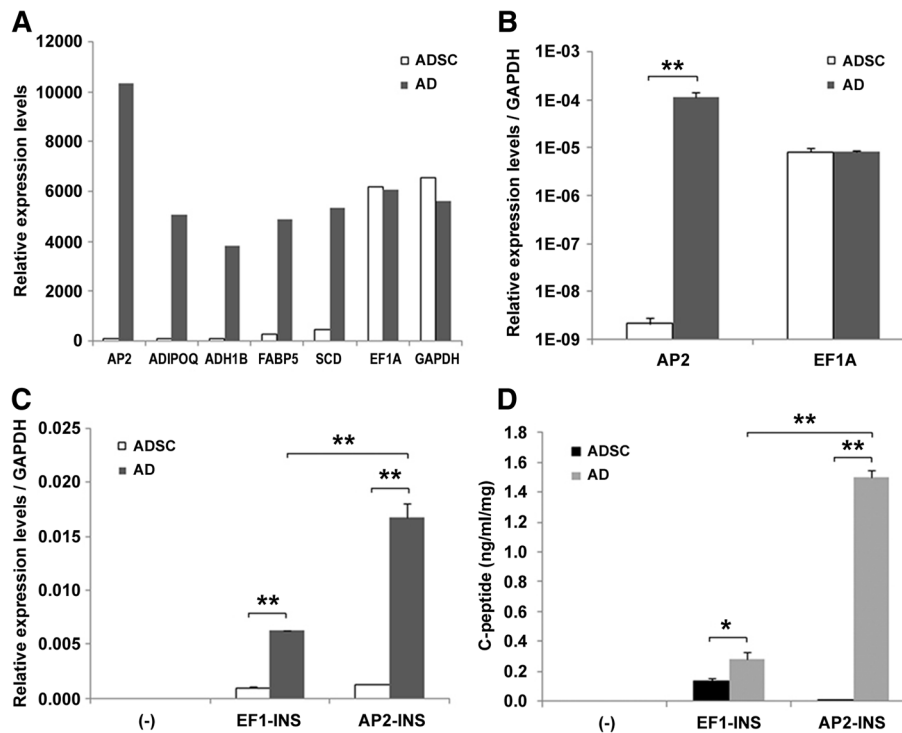 A
Relative expression levels
12000
10000
8000
6000
4000
2000
0
ADSC
AD
AP2 ADIPOQ ADH1B FABP5 SCD EF1A GAPDH
B
Relative expression levels / GAPDH
1E-03
1E-04
1E-05
1E-06
1E-07
1E-08
1E-09
**
ADSC
AD
AP2 EF1A
C
Relative expression levels / GAPDH
0.025
0.020
0.015
0.010
0.005
0.000
ADSC
AD
**
**
**
(-) EF1-INS AP2-INS
D
C-peptide (ng/ml/mg)
1.8
1.6
1.4
1.2
1.0
0.8
0.6
0.4
0.2
0.0
ADSC
AD
**
**
*
(-) EF1-INS AP2-INS